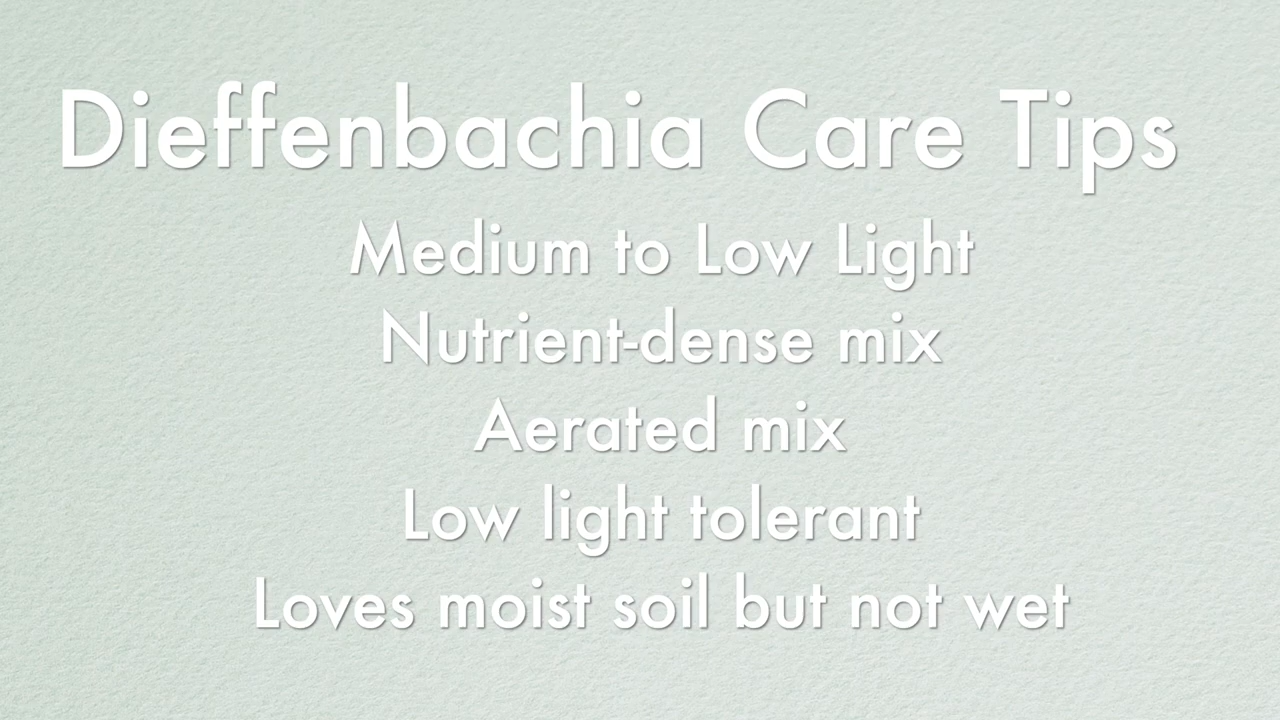 Dieffenbachia Care Tips
Medium to Low Light
Nutrient-dense mix
Aerated mix
Low light tolerant
Loves moist soil but not wet